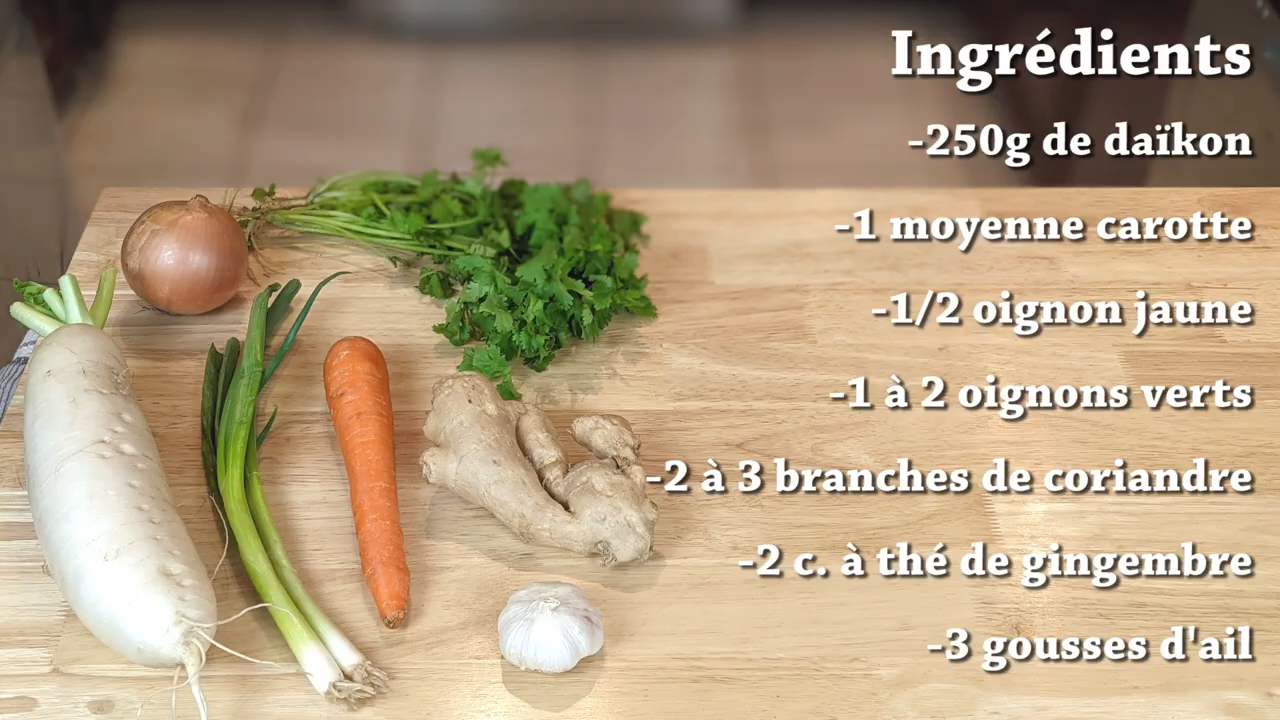 Ingrédients
-250g de daïkon
-1 moyenne carotte
-1/2 oignon jaune
-1 à 2 oignons verts
-2 à 3 branches de coriandre
-2 c. à thé de gingembre
-3 gousses d'ail